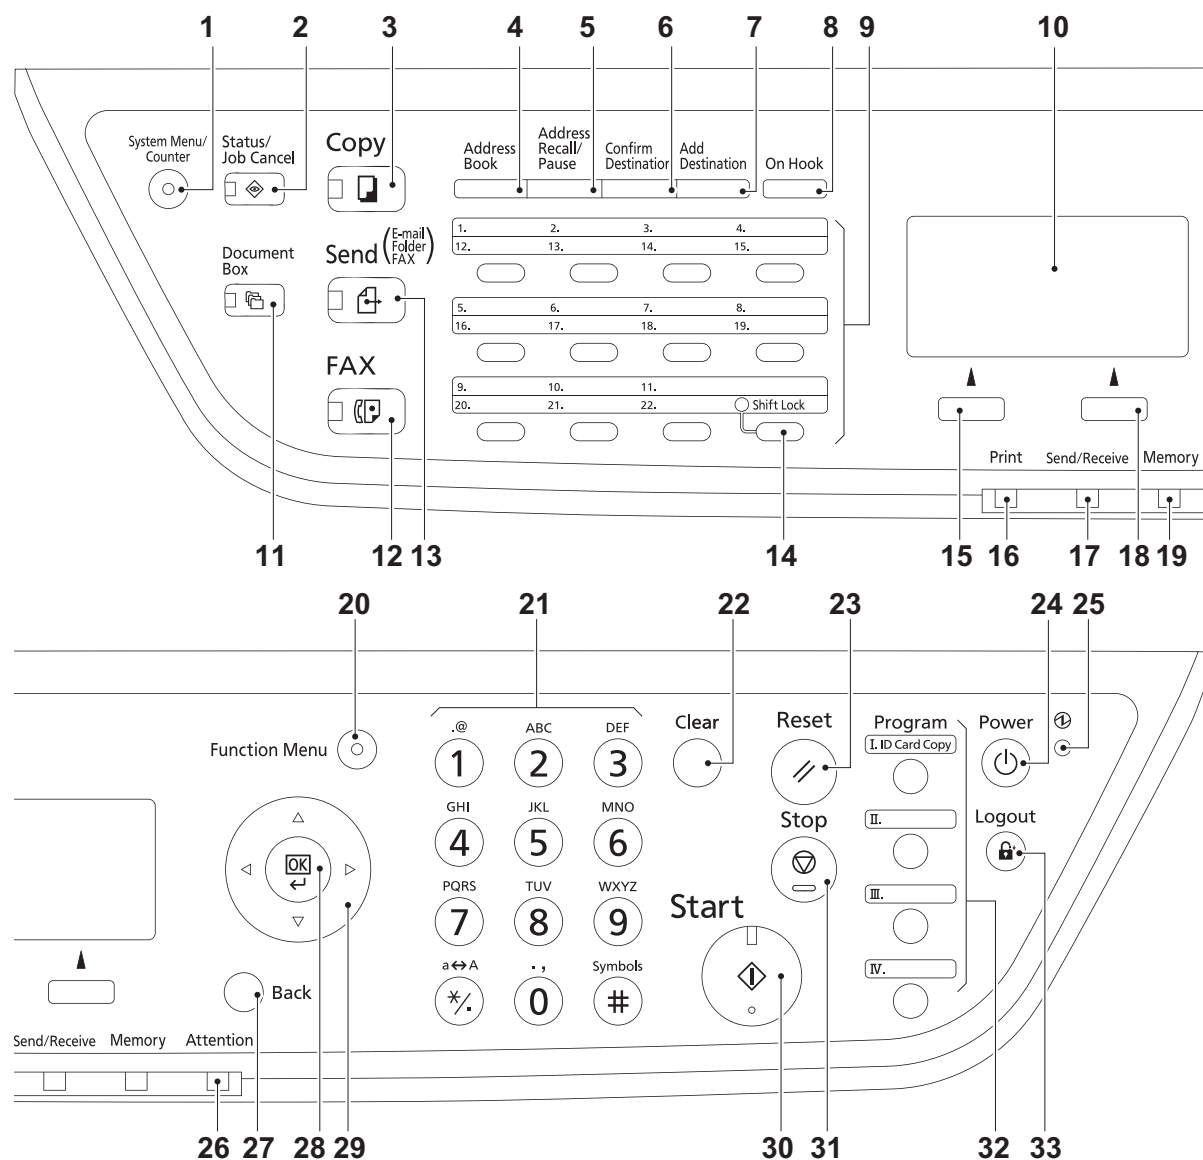 1 2 3 4 5 6 7 8 9 10
System Menu/
Counter
Status/
Job Cancel
Copy
Address
Book
Address
Recall/
Pause
Confirm
Destination
Add
Destination
On Hook
1. 2. 3. 4.
12. 13. 14. 15.
Document
Box
Send (E-mail
Folder
FAX)
5. 6. 7. 8.
16. 17. 18. 19.
FAX
9. 10. 11.
20. 21. 22. Shift Lock
Print Send/Receive Memory
11 12 13 14 15 16 17 18 19
20 21 22 23 24 25
Function Menu
.@ ABC DEF
1 2 3
GHI JKL MNO
4 5 6
PQRS TUV WXYZ
7 8 9
a↔A . , Symbols
*/. 0 #
Clear
Reset
Stop
Start
Program
I. ID Card Copy
II.
III.
IV.
Power
Logout
OK
Back
Send/Receive Memory Attention
26 27 28 29 30 31 32 33